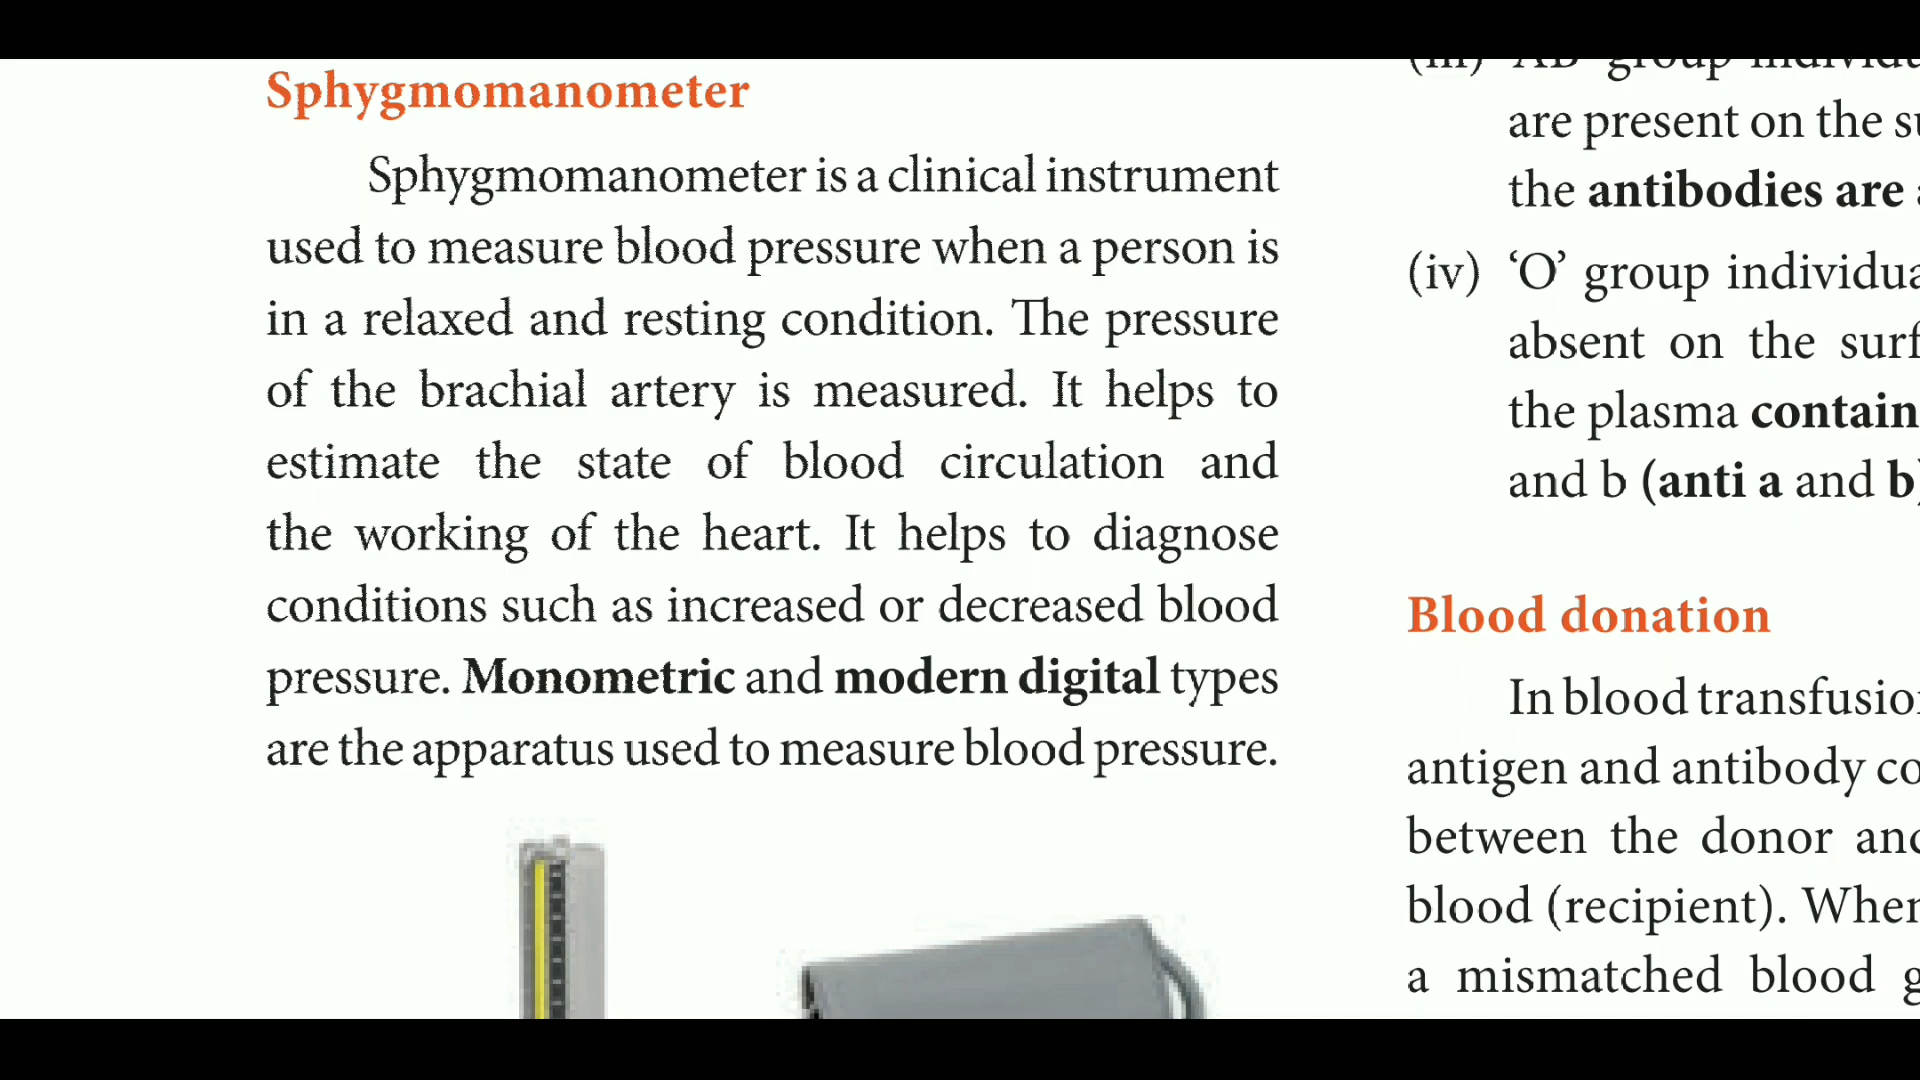 Sphygmomanometer
Sphygmomanometer is a clinical instrument
used to measure blood pressure when a person is
in a relaxed and resting condition. The pressure
of the brachial artery is measured. It helps to
estimate the state of blood circulation and
the working of the heart. It helps to diagnose
conditions such as increased or decreased blood
pressure. Monometric and modern digital types
are the apparatus used to measure blood pressure.
(iii) 'AB' group
are present on the
the antibodies are
(iv) ‘O’ group
absent on the
the plasma contain
and b (anti a and b)
Blood donation
In blood
antigen and antibody
between the donor
blood (recipient).
a mismatched blood